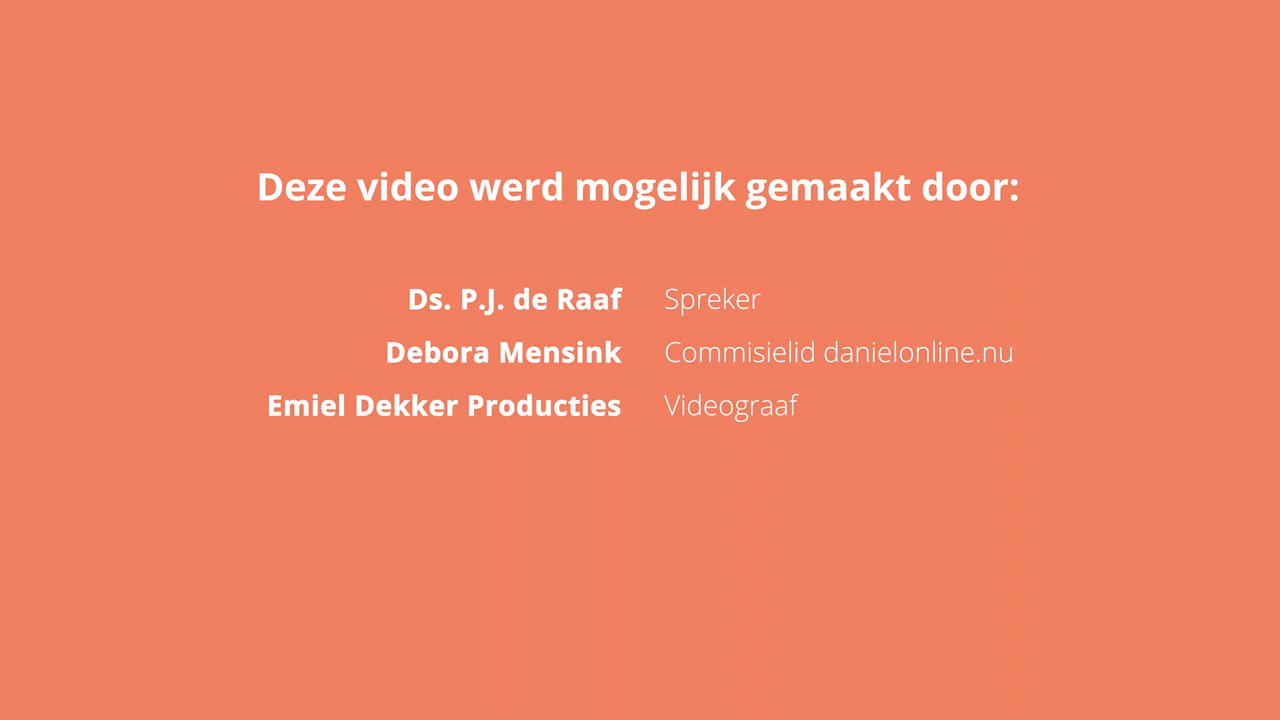 Deze video werd mogelijk gemaakt door:
Ds. P.J. de Raaf Spreker
Debora Mensink Commisielid danielonline.nu
Emiel Dekker Producties Videograaf